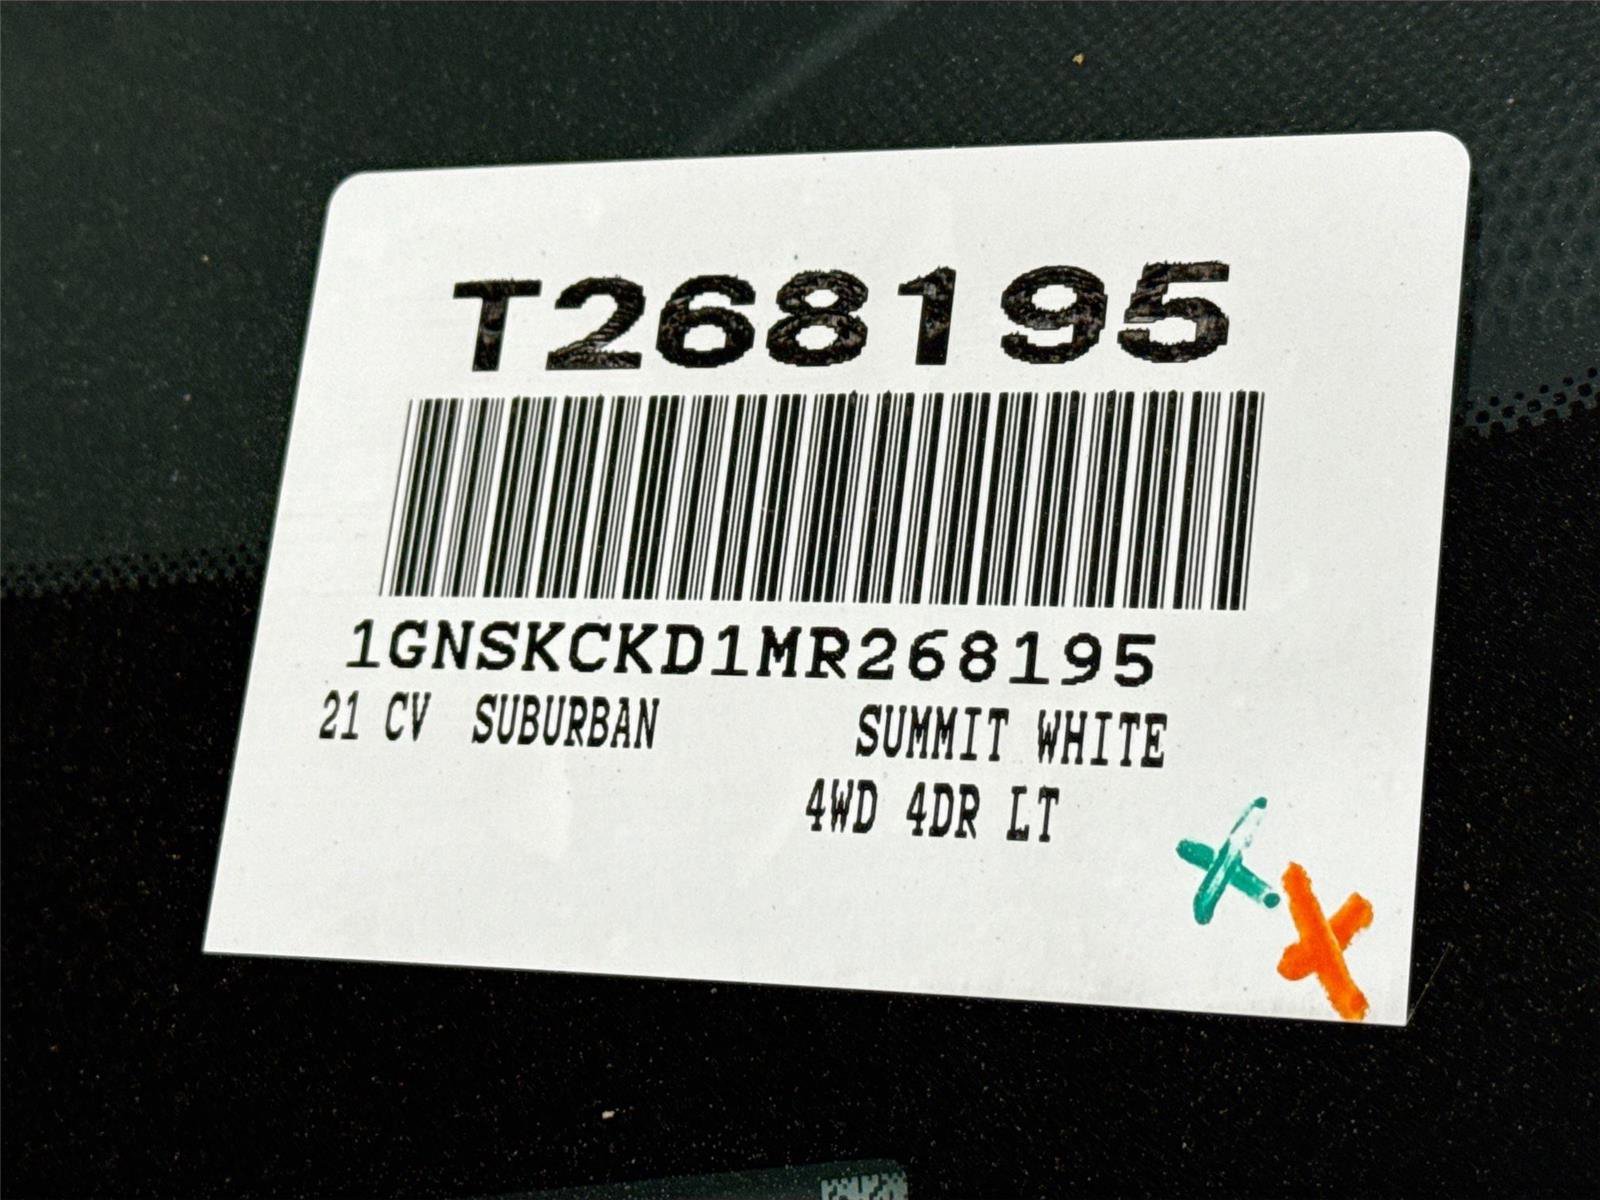 T268195
1GNSKCKD1MR268195
21 CV SUBURBAN SUMMIT WHITE
4WD 4DR LT